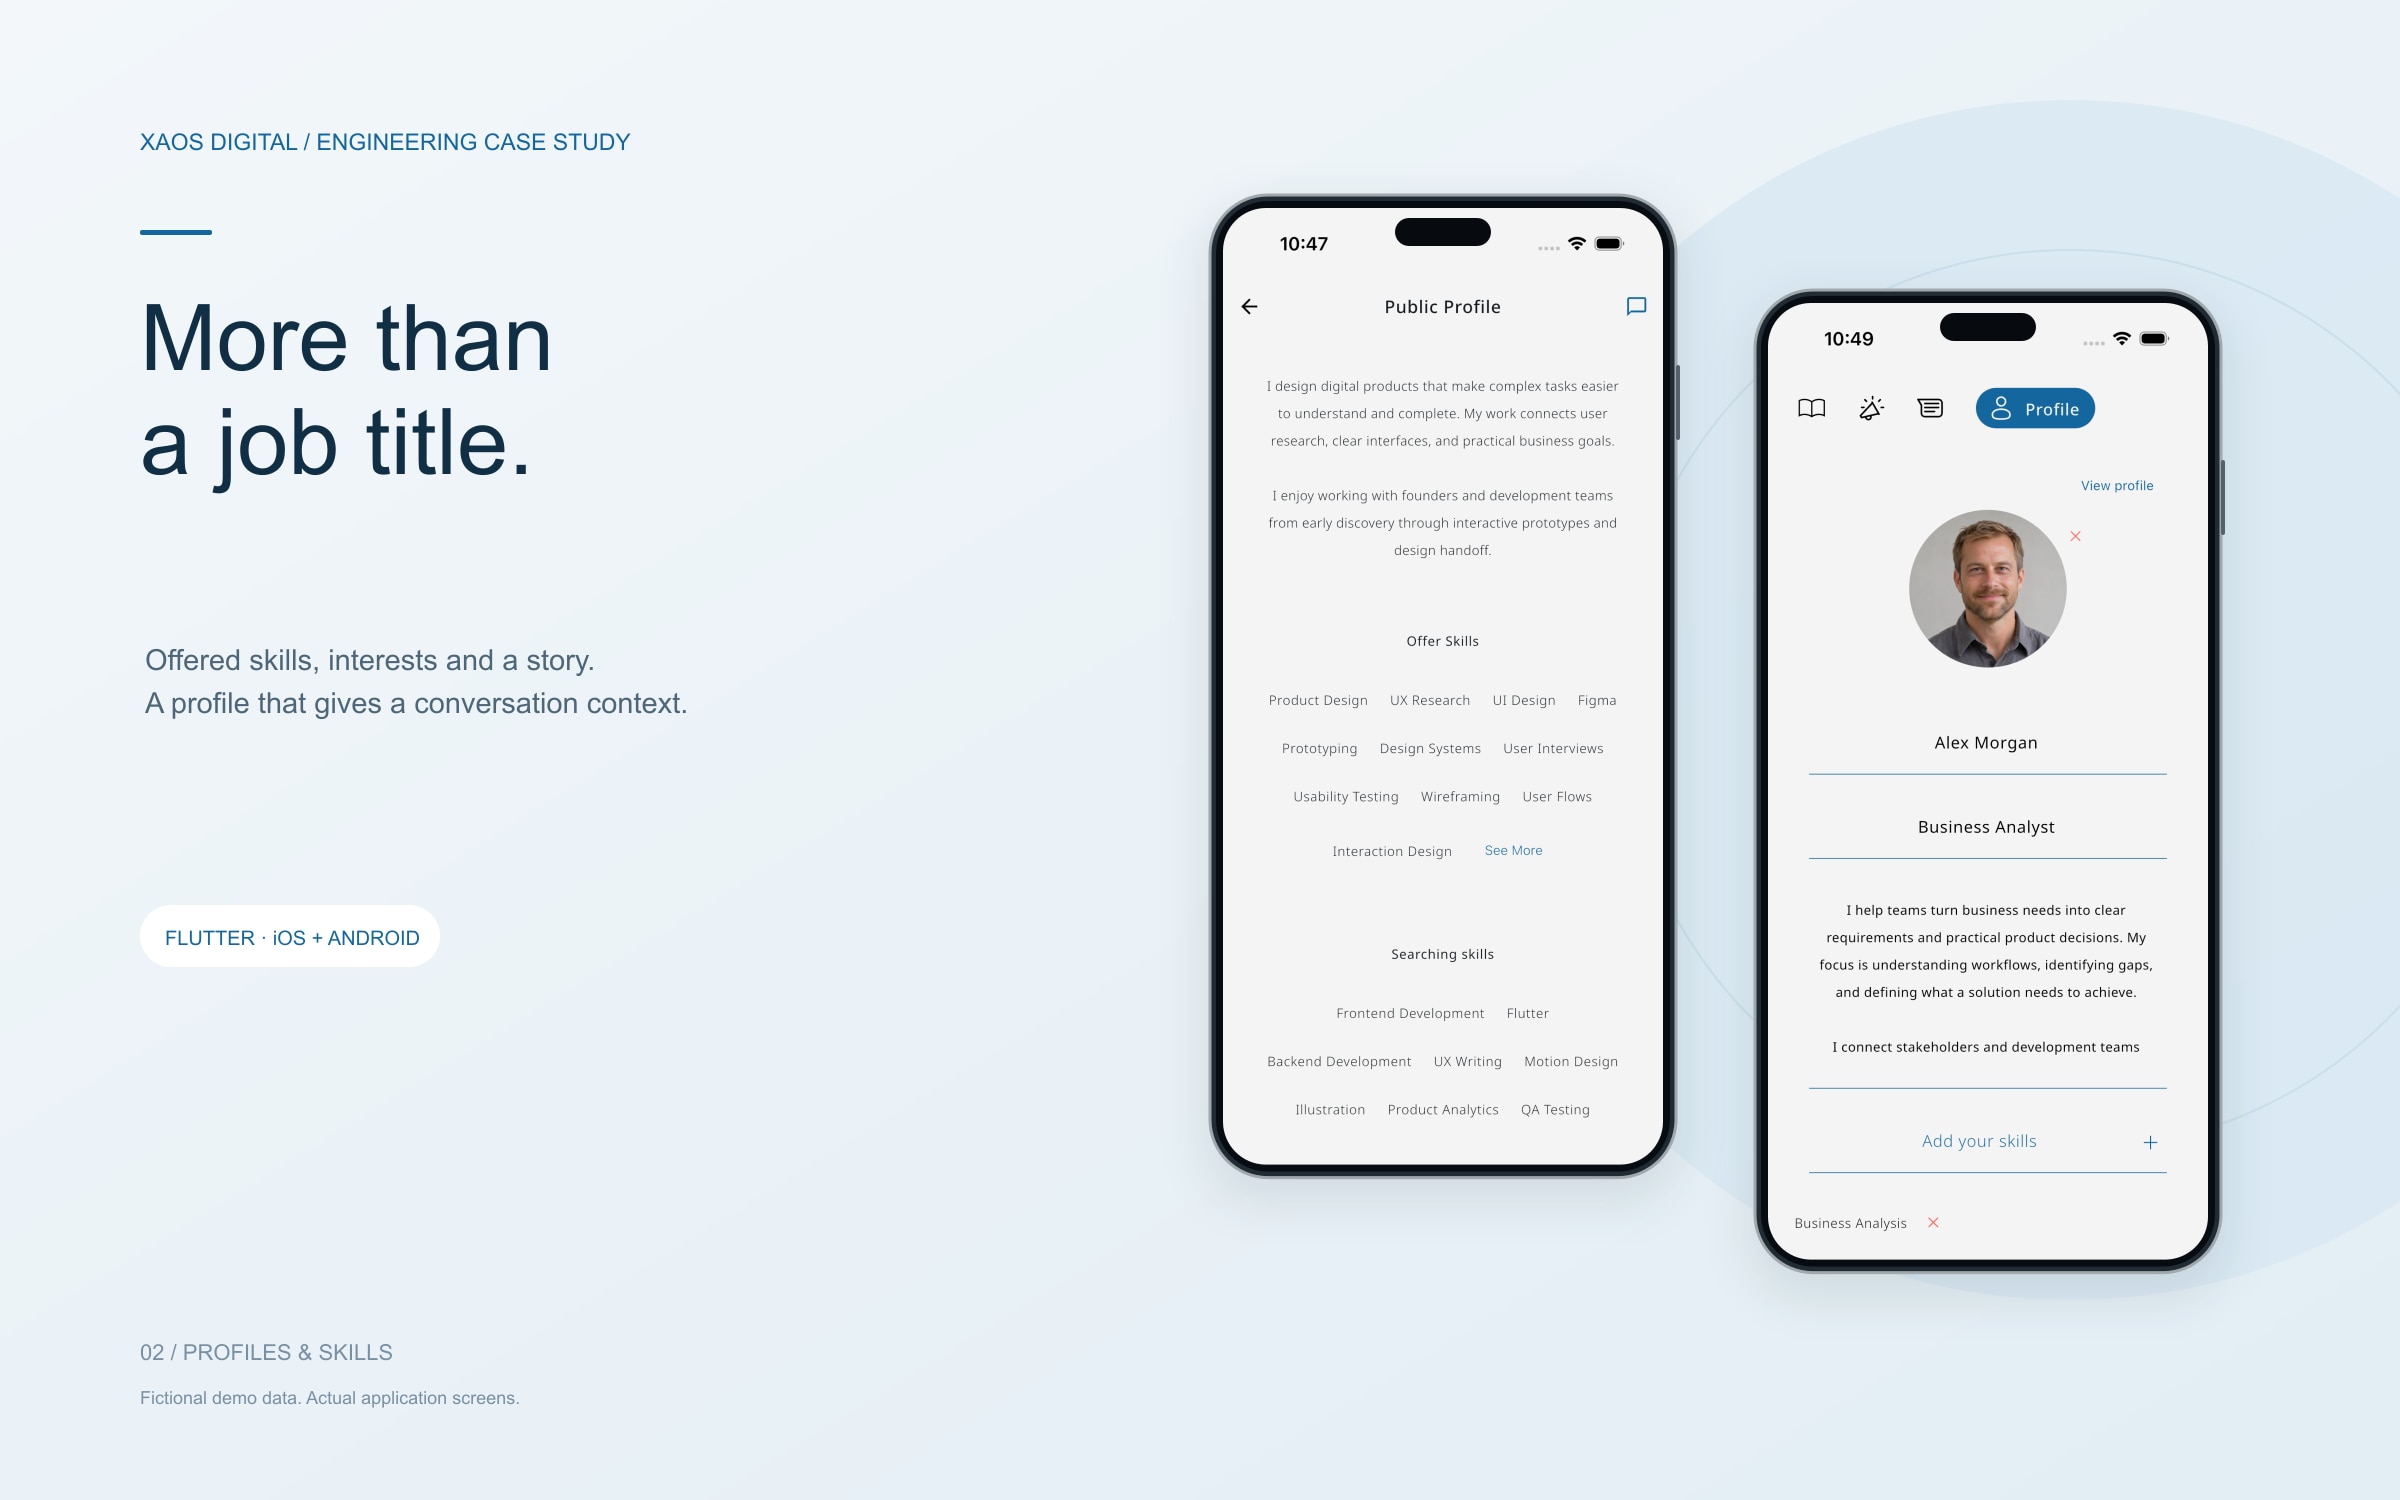 XAOS DIGITAL / ENGINEERING CASE STUDY
More than
a job title.
Offered skills, interests and a story.
A profile that gives a conversation context.
FLUTTER · iOS + ANDROID
02 / PROFILES & SKILLS
Fictional demo data. Actual application screens.
10:47
Public Profile
I design digital products that make complex tasks easier
to understand and complete. My work connects user
research, clear interfaces, and practical business goals.
I enjoy working with founders and development teams
from early discovery through interactive prototypes and
design handoff.
Offer Skills
Product Design UX Research UI Design Figma
Prototyping Design Systems User Interviews
Usability Testing Wireframing User Flows
Interaction Design See More
Searching skills
Frontend Development Flutter
Backend Development UX Writing Motion Design
Illustration Product Analytics QA Testing
10:49
Profile
View profile
Alex Morgan
Business Analyst
I help teams turn business needs into clear
requirements and practical product decisions. My
focus is understanding workflows, identifying gaps,
and defining what a solution needs to achieve.
I connect stakeholders and development teams
Add your skills
Business Analysis